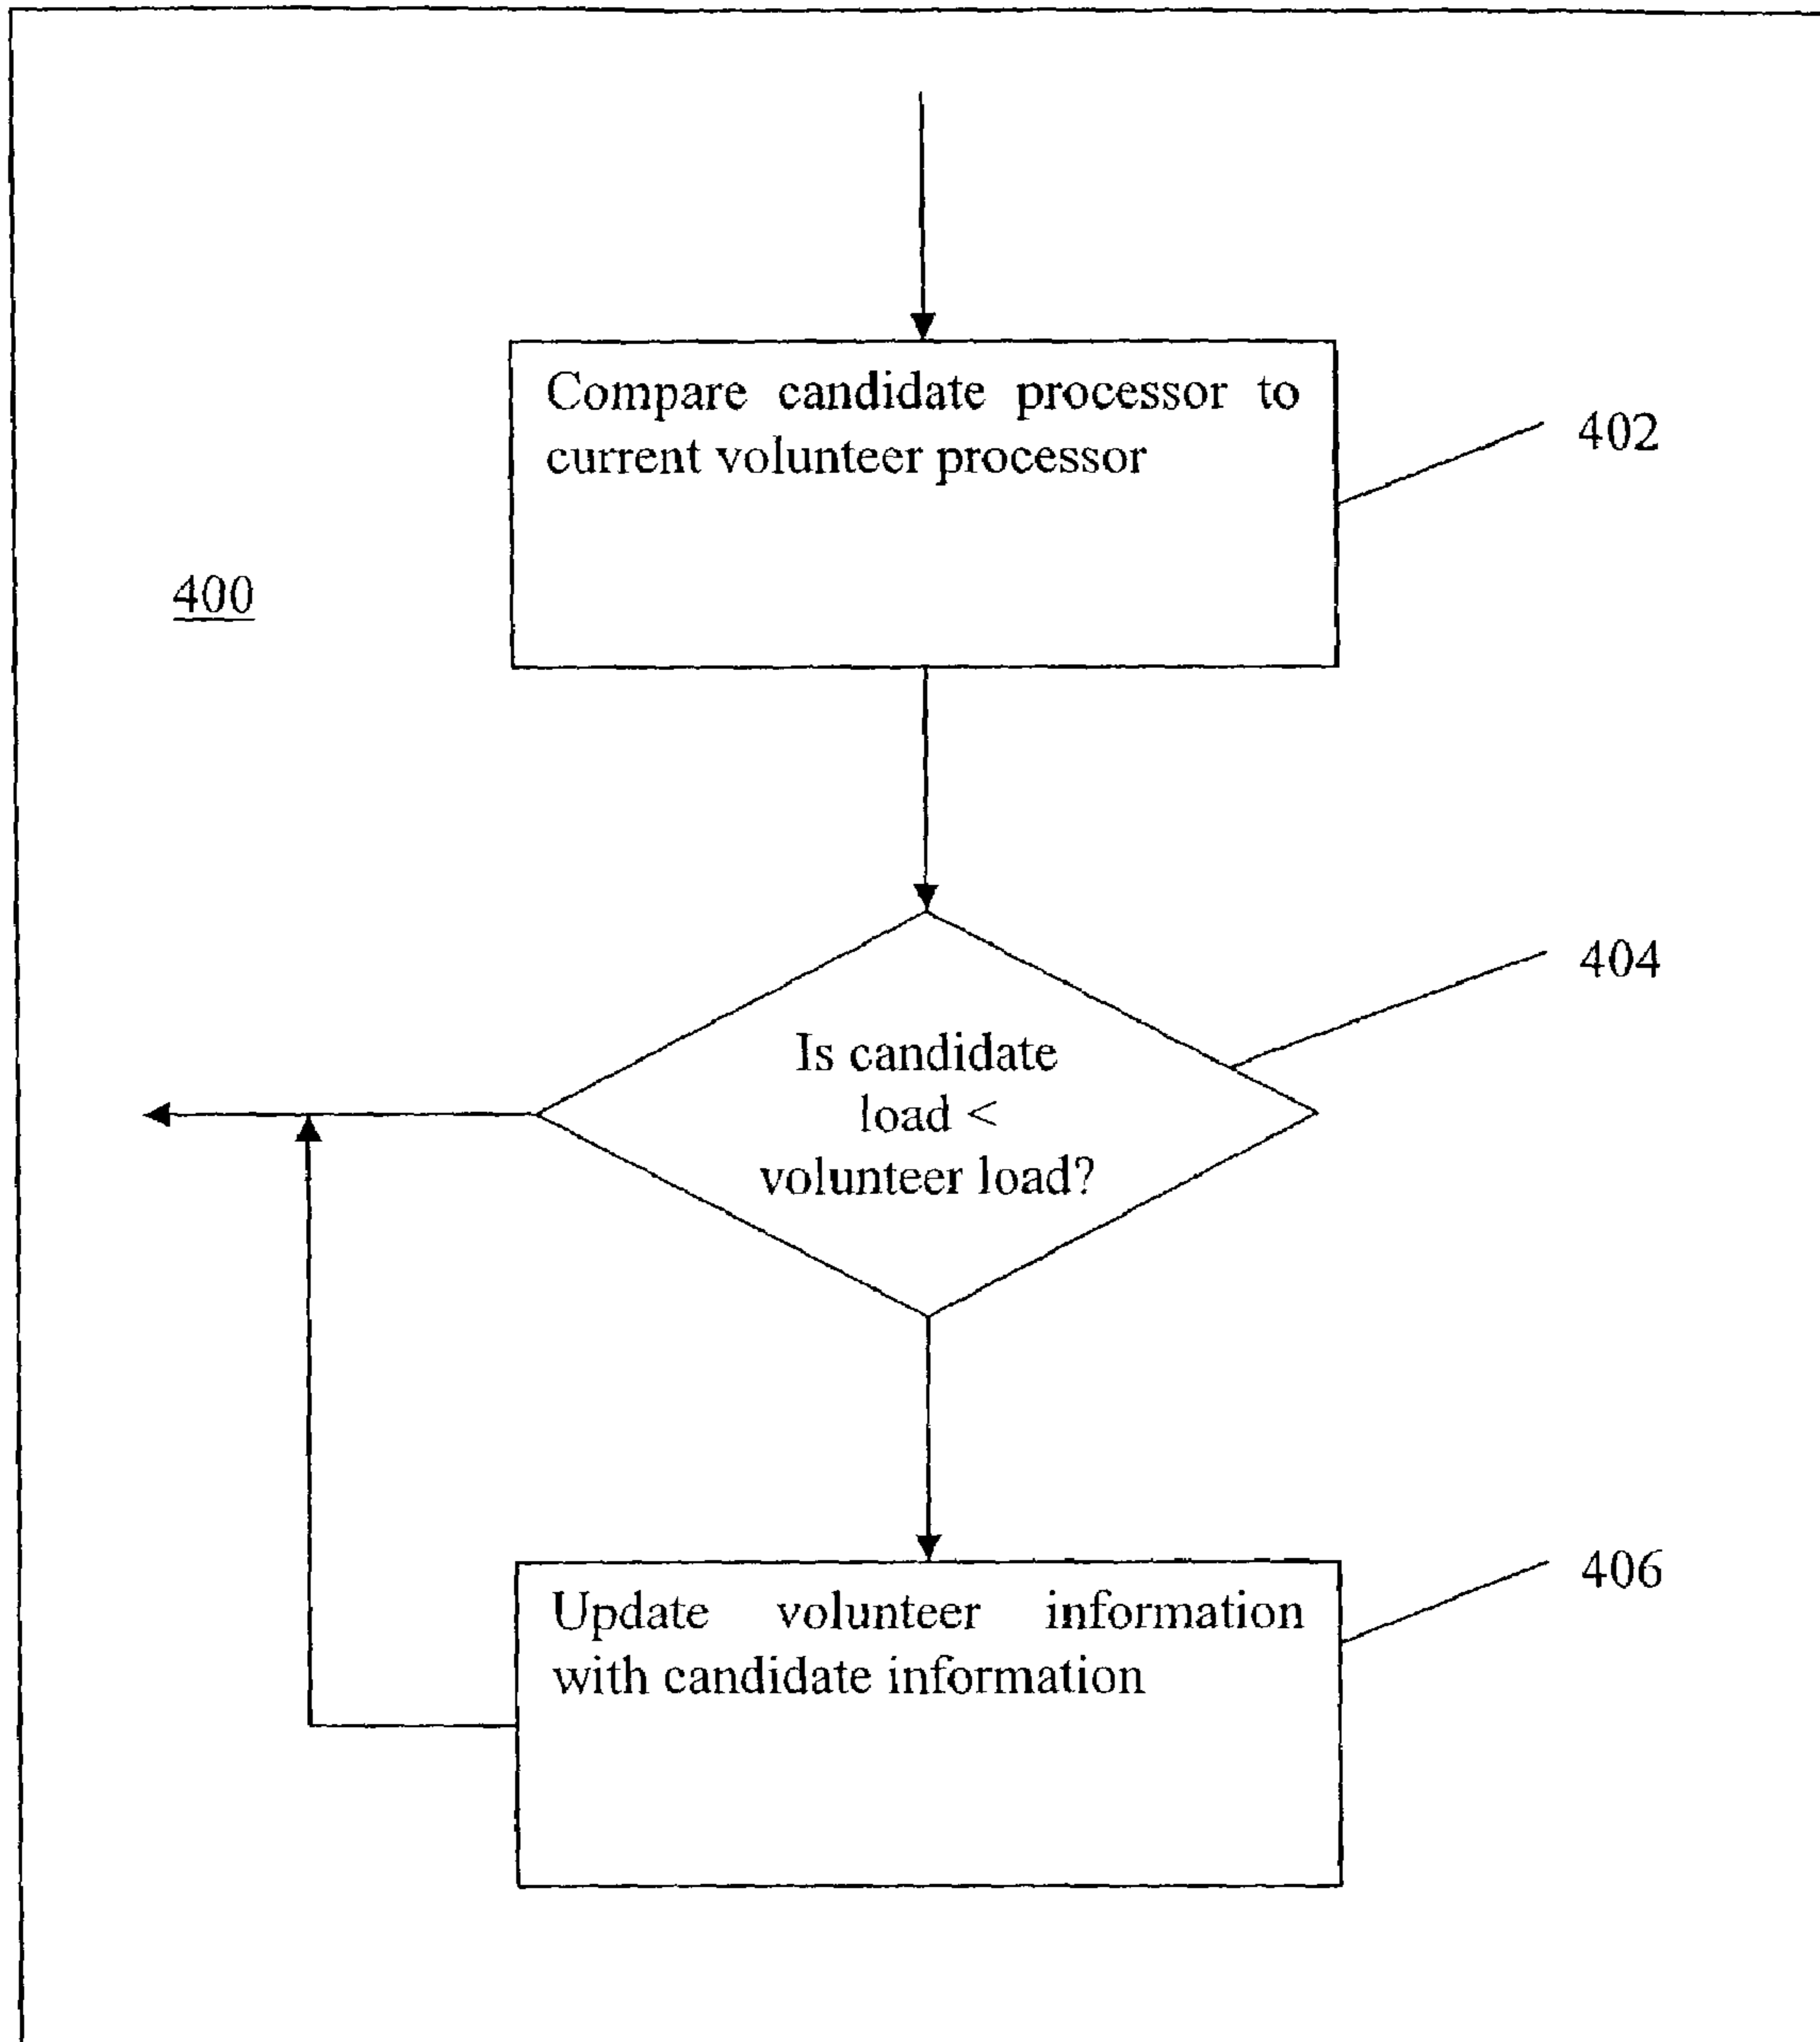 Compare candidate processor to
current volunteer processor
402
400
404
Is candidate
load <
volunteer load?
406
Update volunteer information
with candidate information